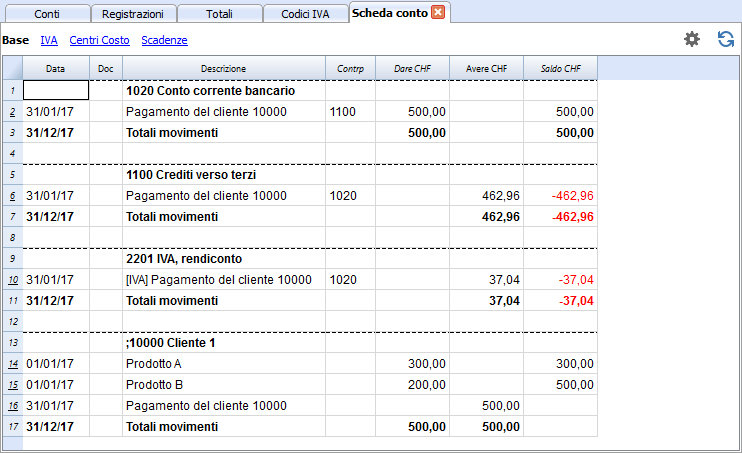 Conti Registrazioni Totali Codici IVA Scheda conto
Base IVA Centri Costo Scadenze
Data Doc Descrizione Contrp Dare CHF Avere CHF Saldo CHF
1 1020 Conto corrente bancario
2 31/01/17 Pagamento del cliente 10000 1100 500,00 500,00
3 31/12/17 Totali movimenti 500,00 500,00
4
5 1100 Crediti verso terzi
6 31/01/17 Pagamento del cliente 10000 1020 462,96 -462,96
7 31/12/17 Totali movimenti 462,96 -462,96
8
9 2201 IVA, rendiconto
10 31/01/17 [IVA] Pagamento del cliente 10000 1020 37,04 -37,04
11 31/12/17 Totali movimenti 37,04 -37,04
12
13 ;10000 Cliente 1
14 01/01/17 Prodotto A 300,00 300,00
15 01/01/17 Prodotto B 200,00 500,00
16 31/01/17 Pagamento del cliente 10000 500,00
17 31/12/17 Totali movimenti 500,00 500,00